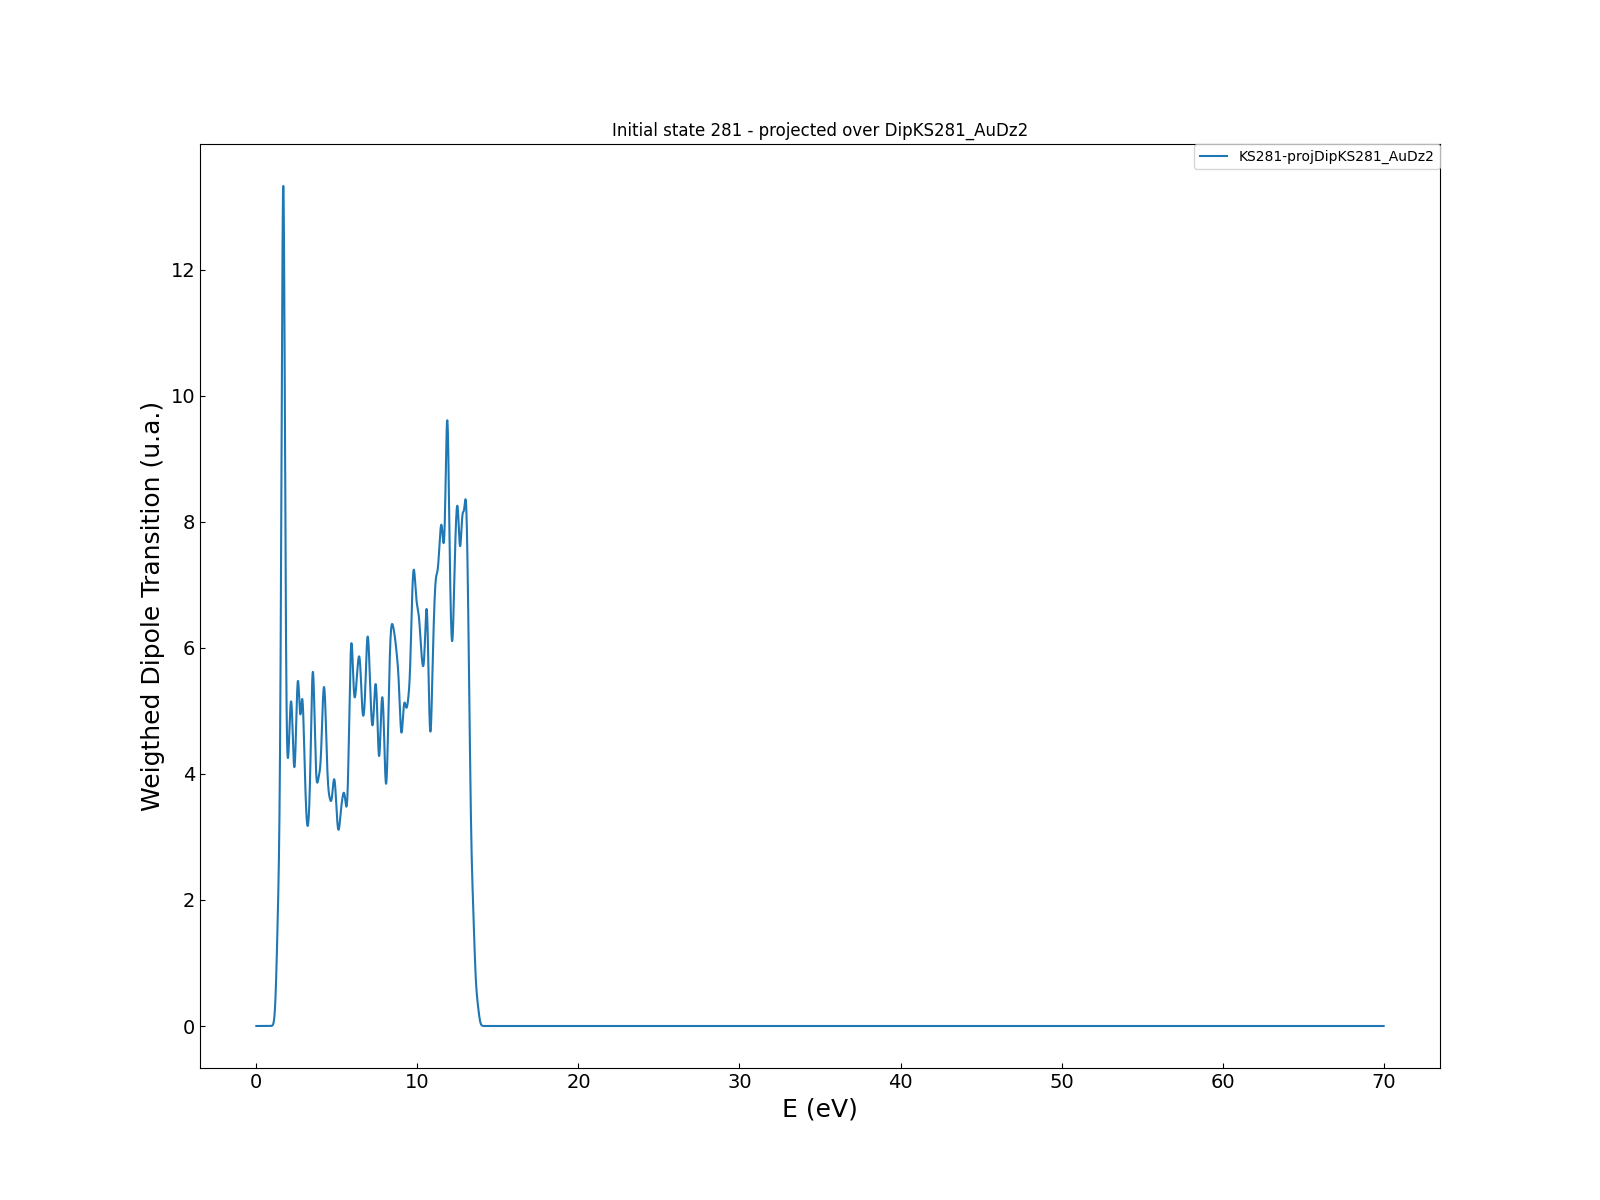 Initial state 281 - projected over DipKS281_AuDz2
KS281-projDipKS281_AuDz2
Weigthed Dipole Transition (u.a.)
12
10
8
6
4
2
0
0 10 20 30 40 50 60 70
E (eV)